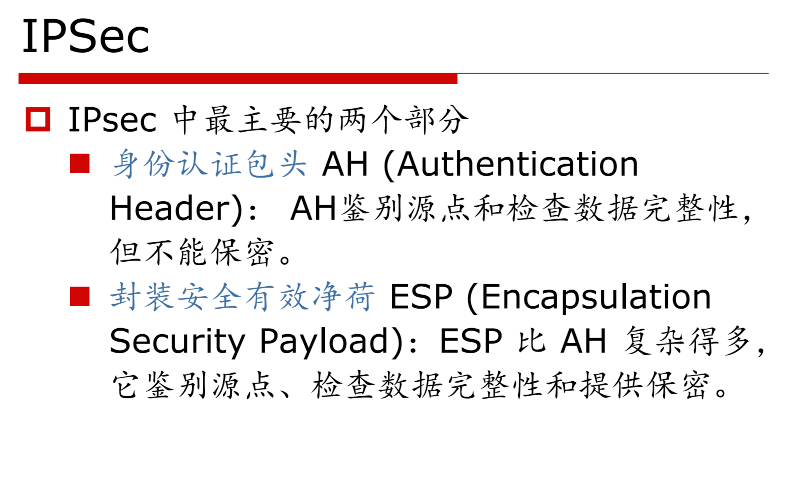 IPSec
IPsec 中最主要的两个部分
身份认证包头 AH (Authentication
Header)： AH鉴别源点和检查数据完整性，
但不能保密。
封装安全有效净荷 ESP (Encapsulation
Security Payload)：ESP 比 AH 复杂得多，
它鉴别源点、检查数据完整性和提供保密。